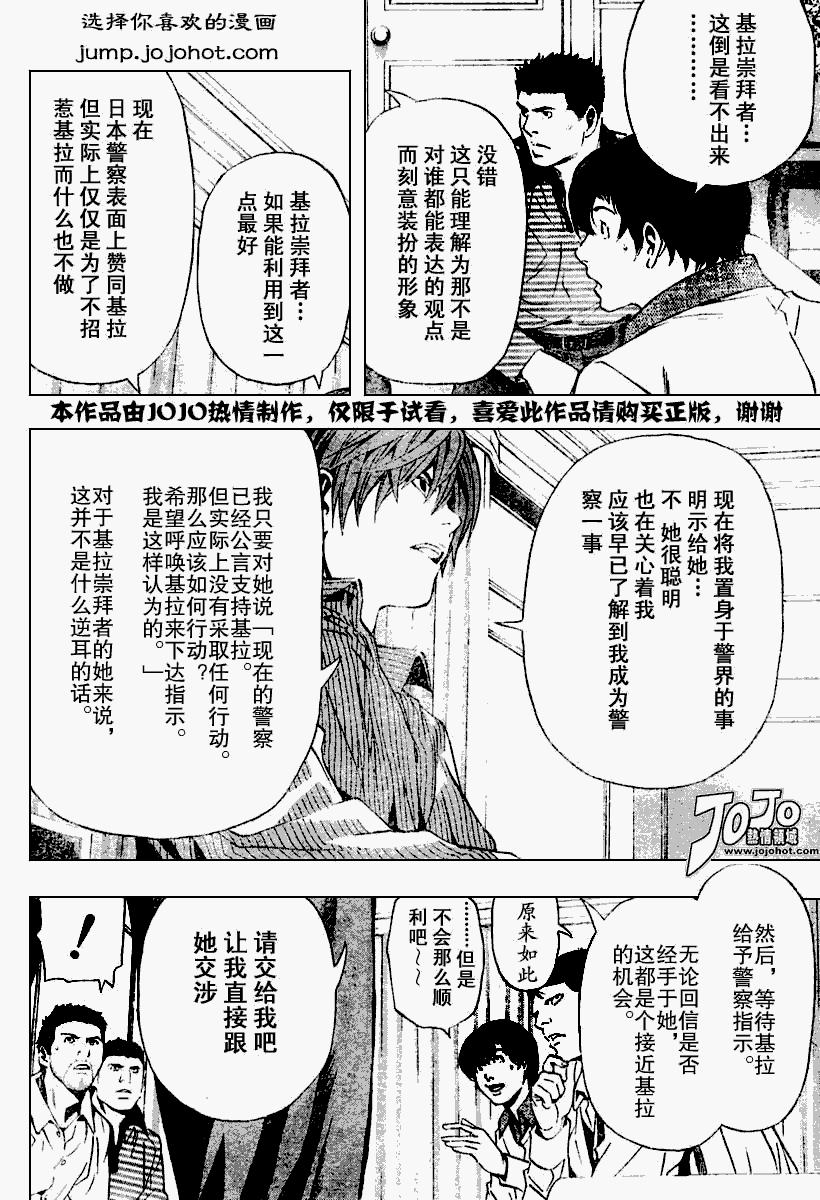 选择你喜欢的漫画
jump.jojohot.com
基拉崇拜者…
这倒是看不出来
…………
没错
这只能理解为那不是
对谁都能表达的观点
而刻意装扮的形象
基拉崇拜者…
如果能利用到这一
点最好
现在
日本警察表面上赞同基拉
但实际上仅仅是为了不招
惹基拉而什么也不做
本作品由JOJO热情制作，仅限于试看，喜爱此作品请购买正版，谢谢
现在将我置身于警界的事
明示给她…
不 她很聪明
也在关心着我
应该早已了解到我成为警
察一事
我只要对她说「现在的警察
已经公言支持基拉。
但实际上没有采取任何行动。
那么应该如何行动？
希望呼唤基拉来下达指示。
我是这样认为的。」
对于基拉崇拜者的她来说，
这并不是什么逆耳的话。
JOJO
热情领域
www.jojohot.com
然后，等待基拉
给予警察指示。
无论回信是否
经手于她，
这都是个接近基拉
的机会。
原来如此
……但是
不会那么顺
利吧～～
请交给我吧
让我直接跟
她交涉
！